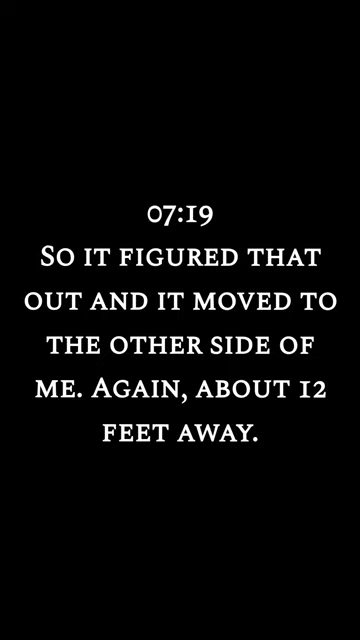 07:19
So it figured that
out and it moved to
the other side of
me. Again, about 12
feet away.